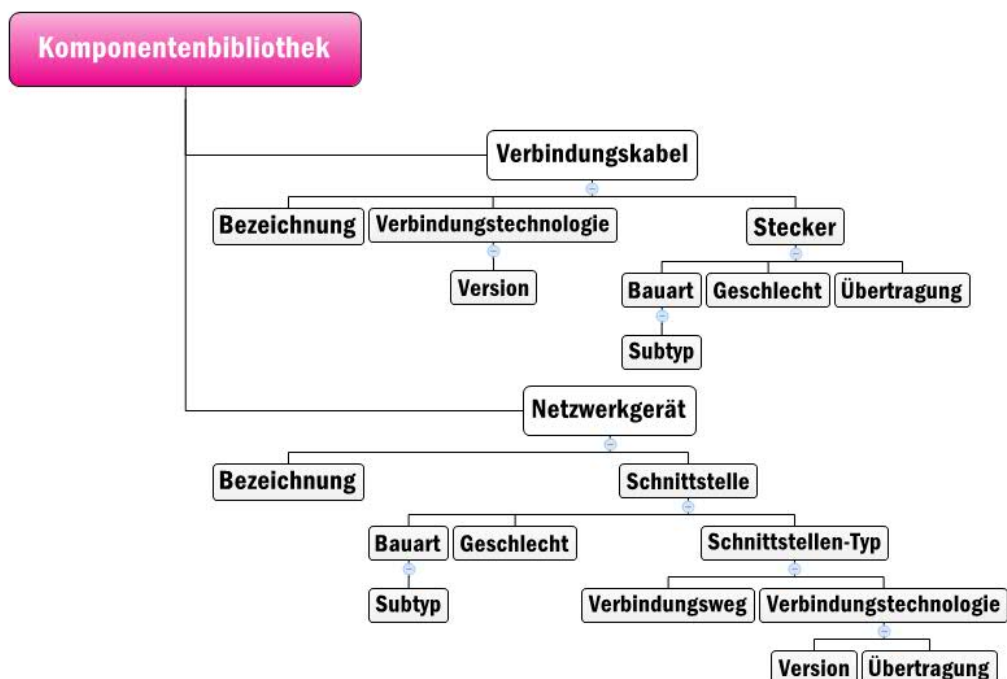 Komponentenbibliothek
Verbindungskabel
Bezeichnung
Verbindungstechnologie
Stecker
Version
Bauart
Geschlecht
Übertragung
Subtyp
Netzwerkgerät
Bezeichnung
Schnittstelle
Bauart
Geschlecht
Schnittstellen-Typ
Subtyp
Verbindungsweg
Verbindungstechnologie
Version
Übertragung